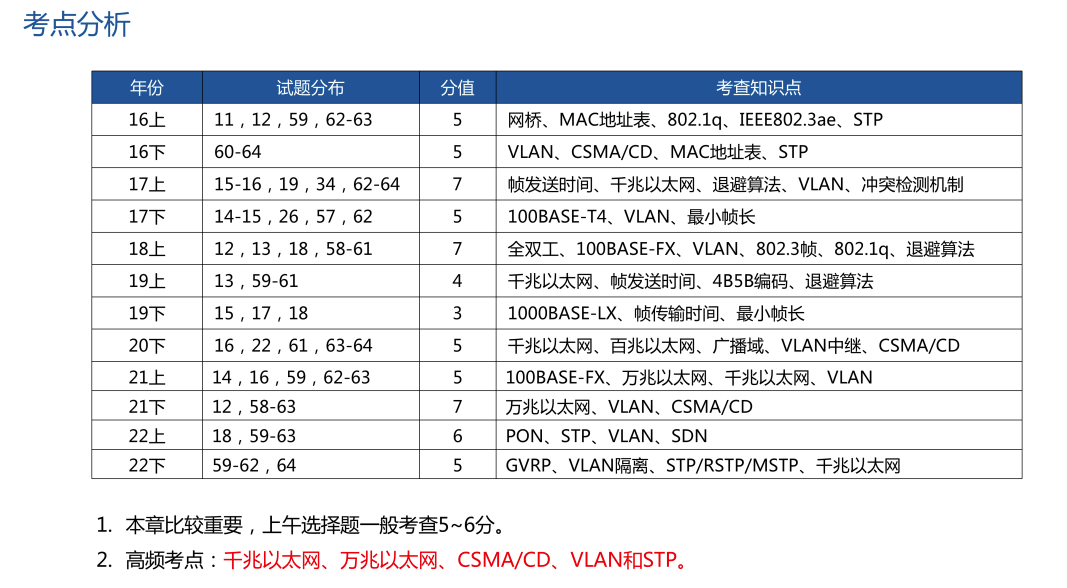 考点分析
年份 试题分布 分值 考查知识点
16上 11，12，59，62-63 5 网桥、MAC地址表、802.1q、IEEE802.3ae、STP
16下 60-64 5 VLAN、CSMA/CD、MAC地址表、STP
17上 15-16，19，34，62-64 7 帧发送时间、千兆以太网、退避算法、VLAN、冲突检测机制
17下 14-15，26，57，62 5 100BASE-T4、VLAN、最小帧长
18上 12，13，18，58-61 7 全双工、100BASE-FX、VLAN、802.3帧、802.1q、退避算法
19上 13，59-61 4 千兆以太网、帧发送时间、4B5B编码、退避算法
19下 15，17，18 3 1000BASE-LX、帧传输时间、最小帧长
20下 16，22，61，63-64 5 千兆以太网、百兆以太网、广播域、VLAN中继、CSMA/CD
21上 14，16，59，62-63 5 100BASE-FX、万兆以太网、千兆以太网、VLAN
21下 12，58-63 7 万兆以太网、VLAN、CSMA/CD
22上 18，59-63 6 PON、STP、VLAN、SDN
22下 59-62，64 5 GVRP、VLAN隔离、STP/RSTP/MSTP、千兆以太网
1. 本章比较重要，上午选择题一般考查5~6分。
2. 高频考点：千兆以太网、万兆以太网、CSMA/CD、VLAN和STP。